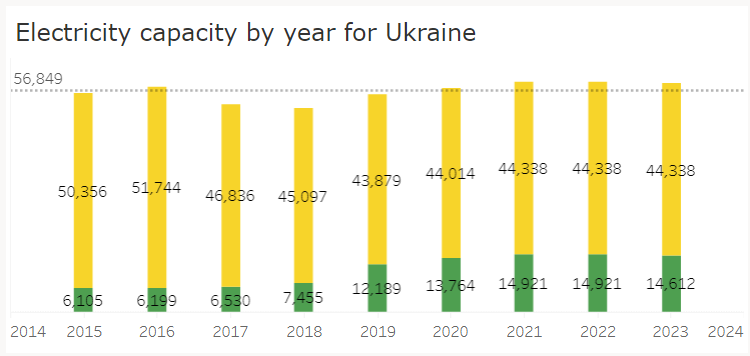 Electricity capacity by year for Ukraine
56,849
50,356 51,744 46,836 45,097 43,879 44,014 44,338 44,338 44,338
6,105 6,199 6,530 7,455 12,189 13,764 14,921 14,921 14,612
2014 2015 2016 2017 2018 2019 2020 2021 2022 2023 2024